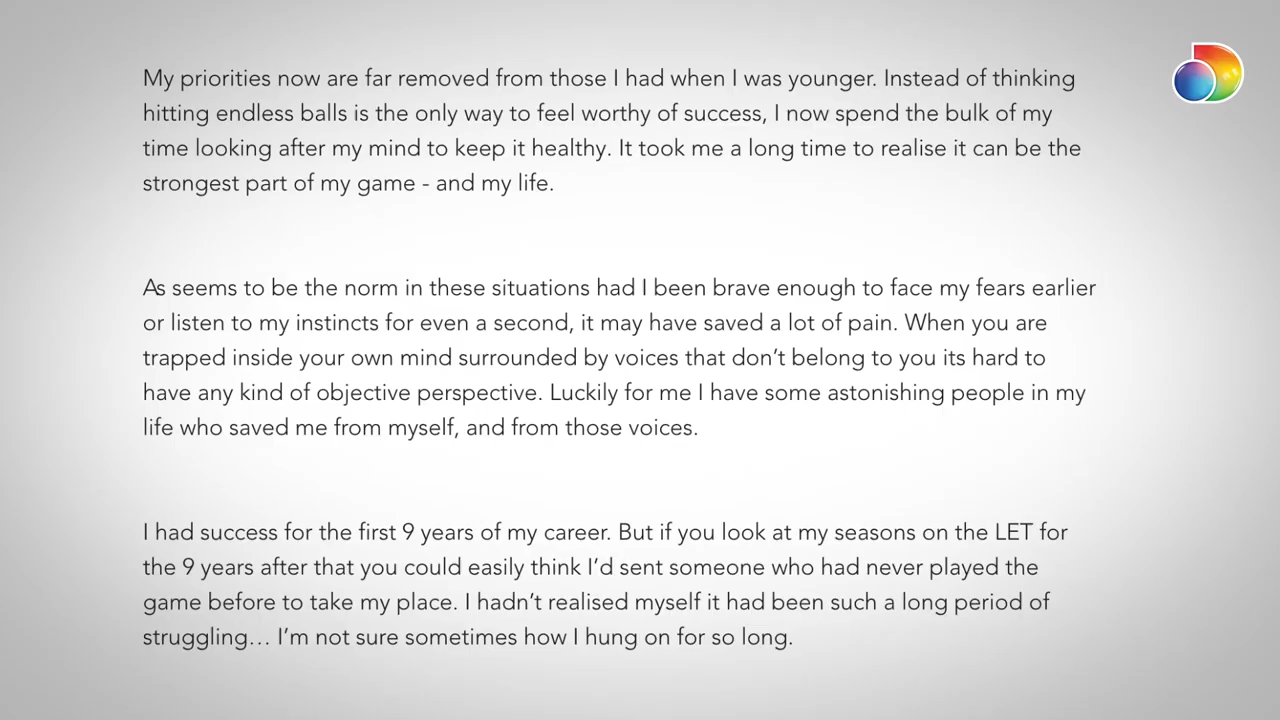 My priorities now are far removed from those I had when I was younger. Instead of thinking
hitting endless balls is the only way to feel worthy of success, I now spend the bulk of my
time looking after my mind to keep it healthy. It took me a long time to realise it can be the
strongest part of my game - and my life.
As seems to be the norm in these situations had I been brave enough to face my fears earlier
or listen to my instincts for even a second, it may have saved a lot of pain. When you are
trapped inside your own mind surrounded by voices that don’t belong to you its hard to
have any kind of objective perspective. Luckily for me I have some astonishing people in my
life who saved me from myself, and from those voices.
I had success for the first 9 years of my career. But if you look at my seasons on the LET for
the 9 years after that you could easily think I’d sent someone who had never played the
game before to take my place. I hadn’t realised myself it had been such a long period of
struggling… I’m not sure sometimes how I hung on for so long.